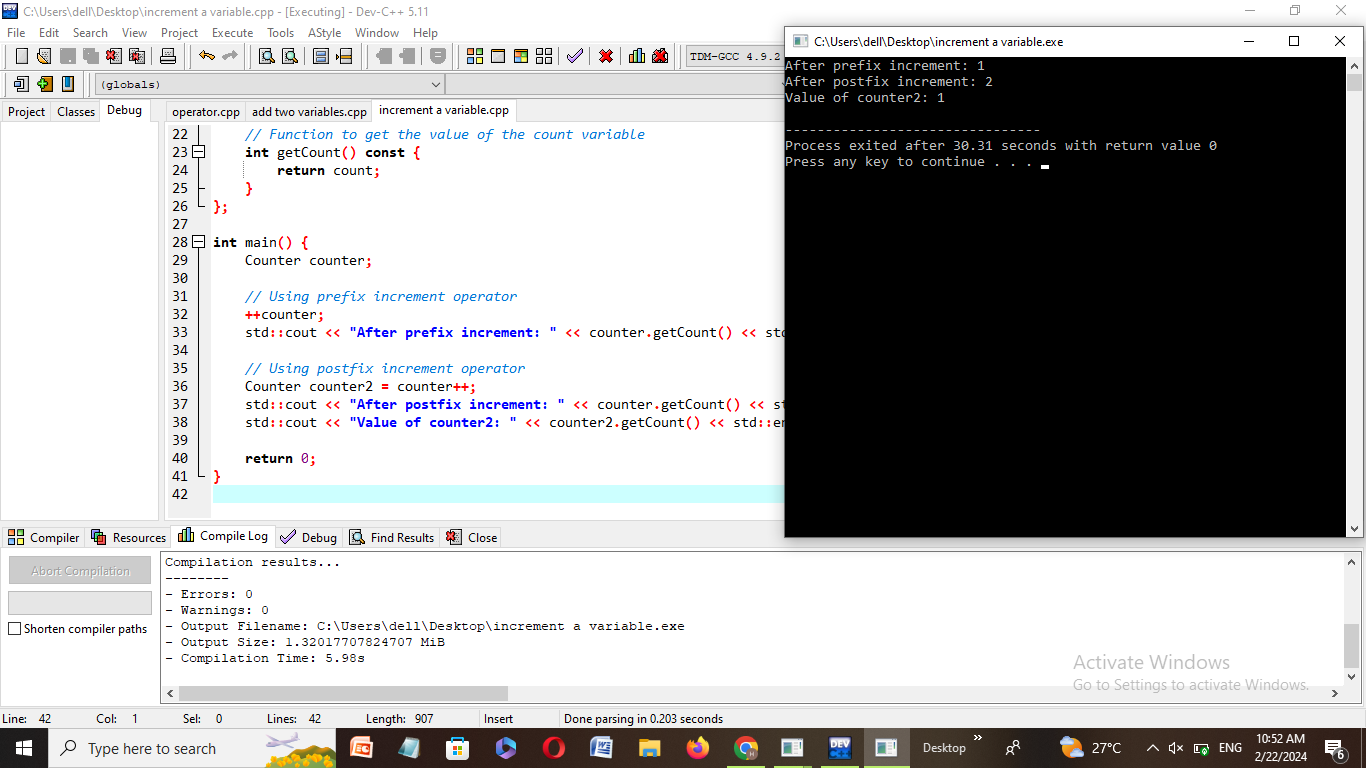 C:\Users\dell\Desktop\increment a variable.cpp - [Executing] - Dev-C++ 5.11
File Edit Search View Project Execute Tools AStyle Window Help
TDM-GCC 4.9.2
(globals)
Project Classes Debug
operator.cpp add two variables.cpp increment a variable.cpp
22 // Function to get the value of the count variable
23 int getCount() const {
24 return count;
25 }
26 };
27
28 int main() {
29 Counter counter;
30
31 // Using prefix increment operator
32 ++counter;
33 std::cout << "After prefix increment: " << counter.getCount() << std
34
35 // Using postfix increment operator
36 Counter counter2 = counter++;
37 std::cout << "After postfix increment: " << counter.getCount() << st
38 std::cout << "Value of counter2: " << counter2.getCount() << std::en
39
40 return 0;
41 }
42
C:\Users\dell\Desktop\increment a variable.exe
After prefix increment: 1
After postfix increment: 2
Value of counter2: 1
--------------------------------
Process exited after 30.31 seconds with return value 0
Press any key to continue . . .
Compiler Resources Compile Log Debug Find Results Close
Abort Compilation
Shorten compiler paths
Compilation results...
--------
- Errors: 0
- Warnings: 0
- Output Filename: C:\Users\dell\Desktop\increment a variable.exe
- Output Size: 1.32017707824707 MiB
- Compilation Time: 5.98s
Activate Windows
Go to Settings to activate Windows.
Line: 42 Col: 1 Sel: 0 Lines: 42 Length: 907 Insert Done parsing in 0.203 seconds
Type here to search
DEV
Desktop
27°C
ENG
10:52 AM
2/22/2024
6